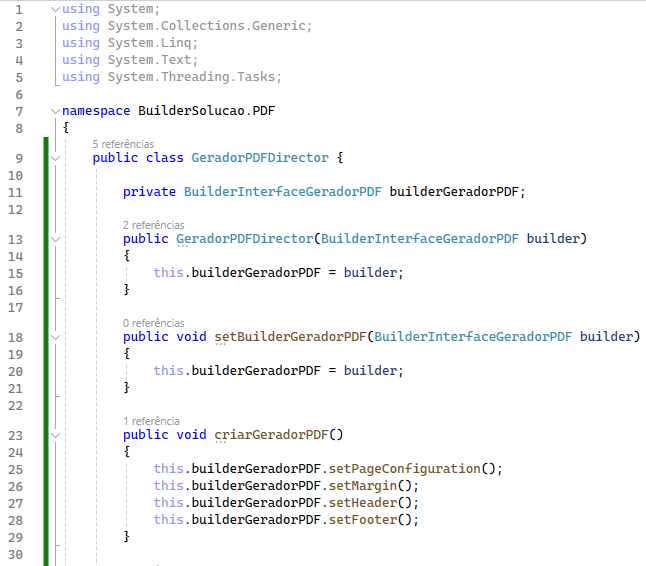 1 using System;
2 using System.Collections.Generic;
3 using System.Linq;
4 using System.Text;
5 using System.Threading.Tasks;
6
7 namespace BuilderSolucao.PDF
8 {
5 referências
9 public class GeradorPDFDirector {
10
11 private BuilderInterfaceGeradorPDF builderGeradorPDF;
12
2 referências
13 public GeradorPDFDirector(BuilderInterfaceGeradorPDF builder)
14 {
15 this.builderGeradorPDF = builder;
16 }
17
0 referências
18 public void setBuilderGeradorPDF(BuilderInterfaceGeradorPDF builder)
19 {
20 this.builderGeradorPDF = builder;
21 }
22
1 referência
23 public void criarGeradorPDF()
24 {
25 this.builderGeradorPDF.setPageConfiguration();
26 this.builderGeradorPDF.setMargin();
27 this.builderGeradorPDF.setHeader();
28 this.builderGeradorPDF.setFooter();
29 }
30